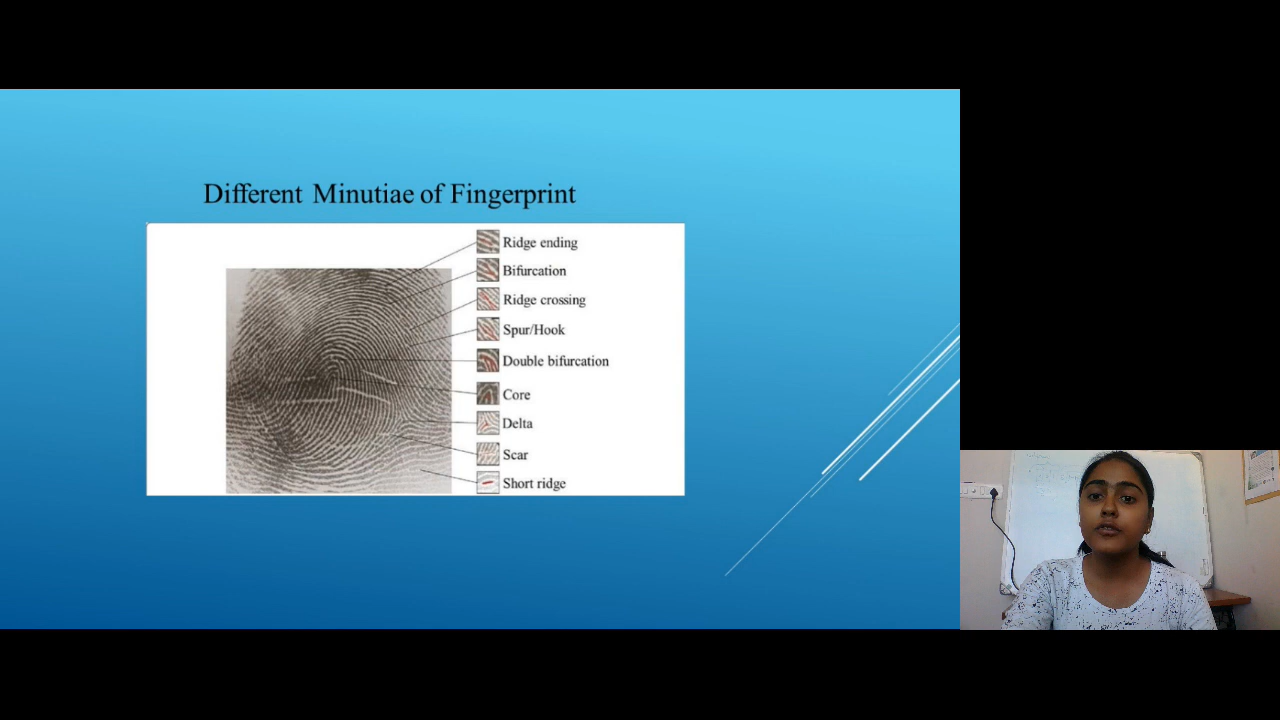 Different Minutiae of Fingerprint
Ridge ending
Bifurcation
Ridge crossing
Spur/Hook
Double bifurcation
Core
Delta
Scar
Short ridge